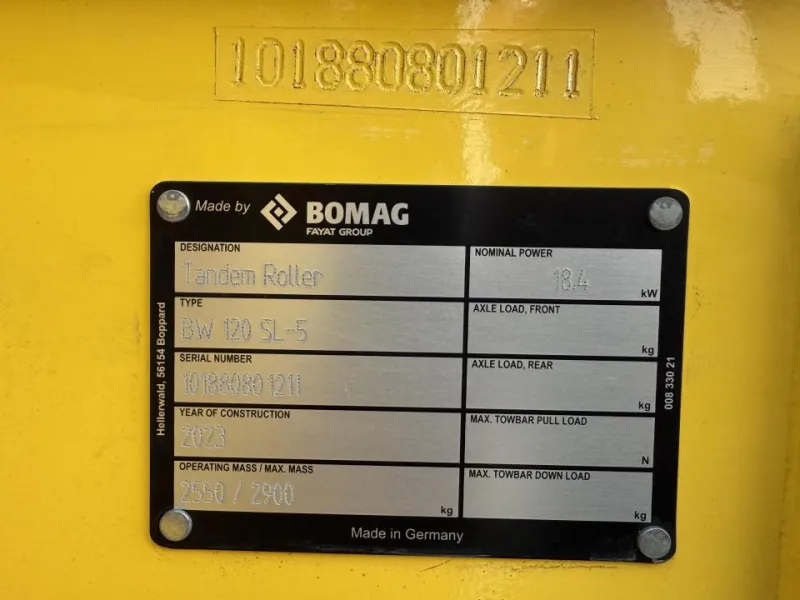 101880801211
Made by BOMAG
FAYAT GROUP
DESIGNATION
Tandem Roller
NOMINAL POWER
18.4 kW
TYPE
BW 120 SL-5
AXLE LOAD, FRONT
kg
SERIAL NUMBER
101880801211
AXLE LOAD, REAR
kg
YEAR OF CONSTRUCTION
2023
MAX. TOWBAR PULL LOAD
N
OPERATING MASS / MAX. MASS
2550 / 2900 kg
MAX. TOWBAR DOWN LOAD
kg
Made in Germany
Hellerwald, 56154 Boppard
008 330 21